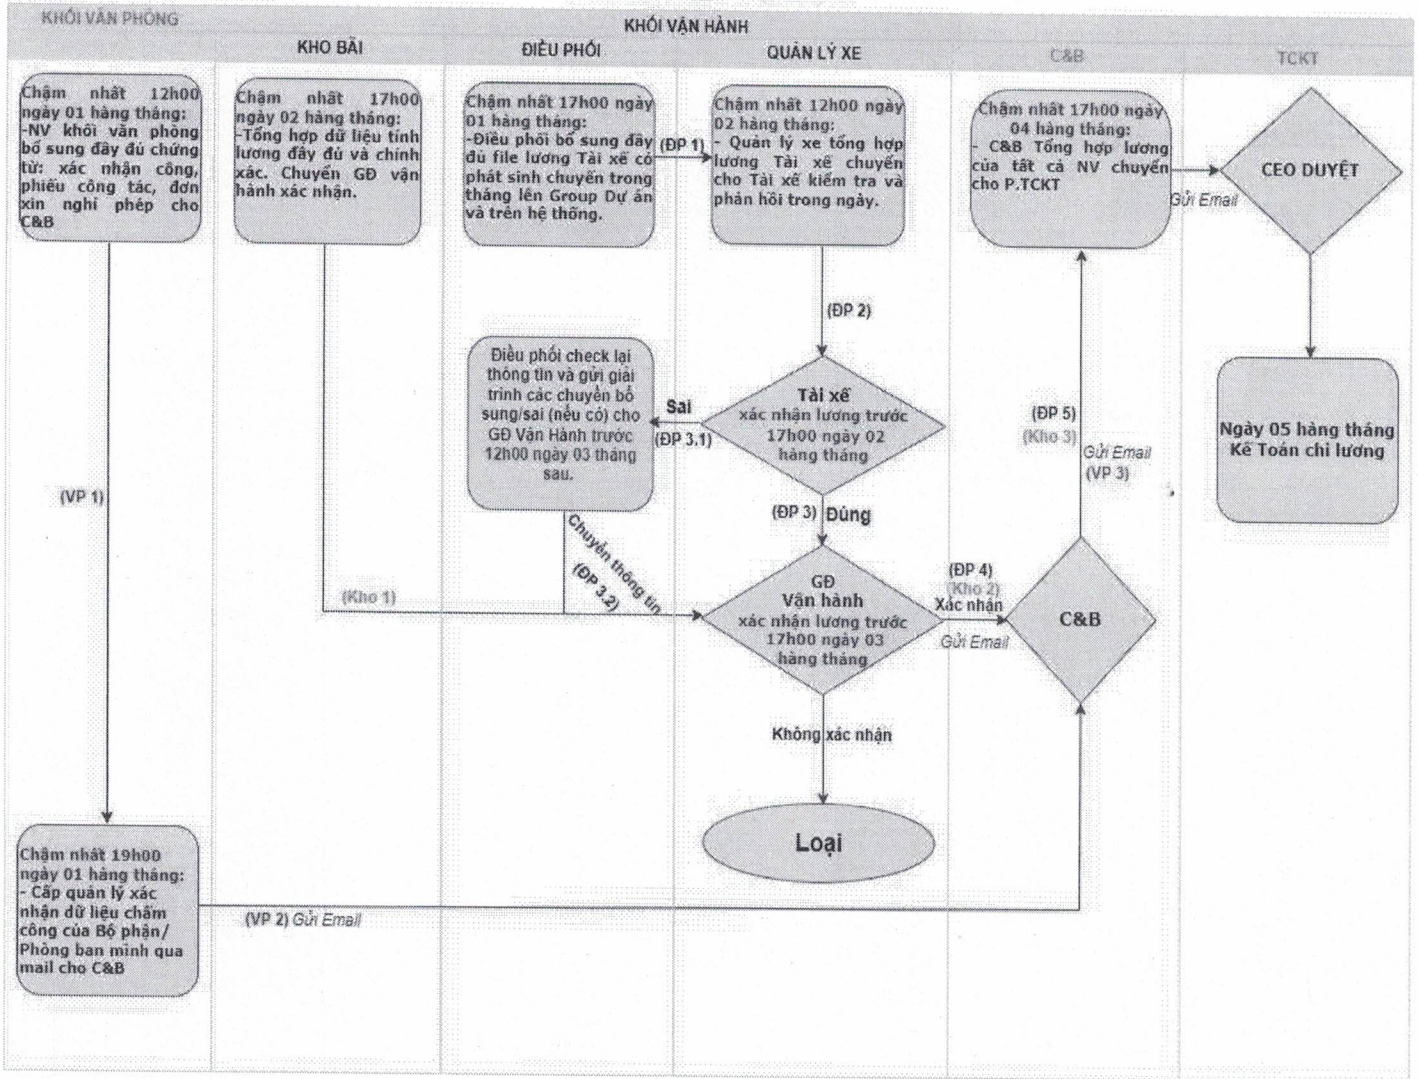 KHỐI VĂN PHÒNG
KHỐI VẬN HÀNH
KHO BÃI
ĐIỀU PHỐI
QUẢN LÝ XE
C&B
TCKT
Chậm nhất 12h00
ngày 01 hàng tháng:
-NV khối văn phòng
bổ sung đầy đủ chứng
từ: xác nhận công,
phiếu công tác, đơn
xin nghỉ phép cho
C&B
Chậm nhất 17h00
ngày 02 hàng tháng:
-Tổng hợp dữ liệu tính
lương đầy đủ và chính
xác. Chuyển GĐ vận
hành xác nhận.
Chậm nhất 17h00 ngày
01 hàng tháng:
-Điều phối bổ sung đầy
đủ file lương Tài xế có
phát sinh chuyến trong
tháng lên Group Dự án
và trên hệ thống.
(ĐP 1)
Chậm nhất 12h00 ngày
02 hàng tháng:
- Quản lý xe tổng hợp
lương Tài xế chuyển
cho Tài xế kiểm tra và
phản hồi trong ngày.
Chậm nhất 17h00 ngày
04 hàng tháng:
- C&B Tổng hợp lương
của tất cả NV chuyển
cho P.TCKT
Gửi Email
CEO DUYỆT
(ĐP 2)
Điều phối check lại
thông tin và gửi giải
trình các chuyến bổ
sung/sai (nếu có) cho
GĐ Vận Hành trước
12h00 ngày 03 tháng
sau.
Sai
(ĐP 3.1)
Tài xế
xác nhận lương trước
17h00 ngày 02
hàng tháng
(ĐP 5)
(Kho 3)
Gửi Email
(VP 3)
Ngày 05 hàng tháng
Kế Toán chi lương
(VP 1)
(ĐP 3) Đúng
Chuyển thông tin
(ĐP 3.2)
(Kho 1)
GĐ
Vận hành
xác nhận lương trước
17h00 ngày 03
hàng tháng
(ĐP 4)
(Kho 2)
Xác nhận
Gửi Email
C&B
Không xác nhận
Loại
Chậm nhất 19h00
ngày 01 hàng tháng:
- Cấp quản lý xác
nhận dữ liệu chấm
công của Bộ phận/
Phòng ban mình qua
mail cho C&B
(VP 2) Gửi Email